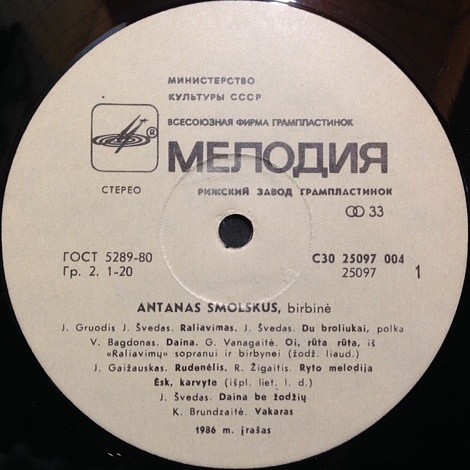 МИНИСТЕРСТВО
КУЛЬТУРЫ СССР
ВСЕСОЮЗНАЯ ФИРМА ГРАМПЛАСТИНОК
®
МЕЛОДИЯ
СТЕРЕО
РИЖСКИЙ ЗАВОД ГРАМПЛАСТИНОК
33
ГОСТ 5289-80
С30 25097 004
Гр. 2. 1-20
25097 1
ANTANAS SMOLSKUS, birbinė
J. Gruodis J. Švedas. Raliavimas, J. Švedas. Du broliukai, polka
V. Bagdonas. Daina, G. Vanagaitė. Oi, rūta rūta, iš
«Raliavimų» sopranui ir birbynei (žodž. liaud.)
J. Gaižauskas. Rudenėlis. R. Žigaitis. Ryto melodija
Ėsk, karvyte (išpl. liet. l. d.)
J. Švedas. Daina be žodžių
K. Brundzaitė. Vakaras
1986 m. įrašas